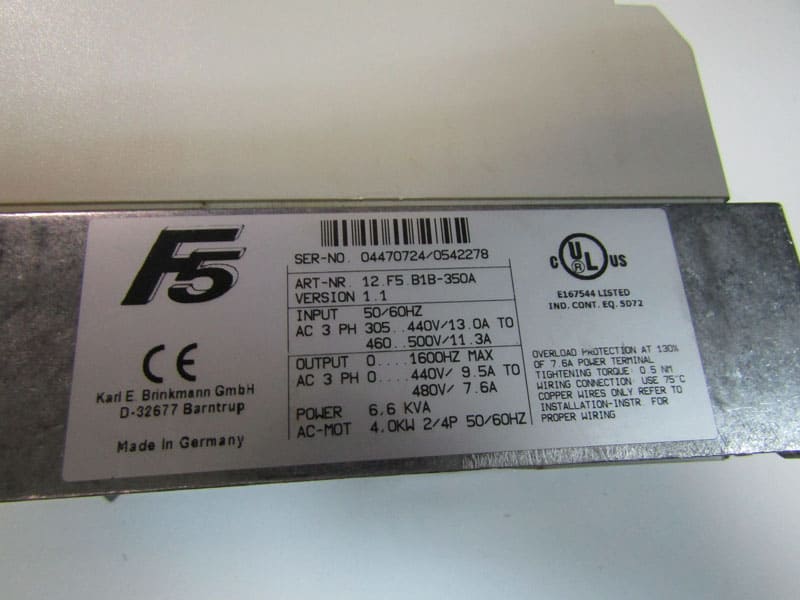 F5
SER-NO. 04470724/0542278
ART-NR. 12.F5.B1B-350A
VERSION 1.1
INPUT 50/60HZ
AC 3 PH 305..440V/13.0A TO
460..500V/11.3A
OUTPUT 0....1600HZ MAX
AC 3 PH 0....440V/ 9.5A TO
480V/ 7.6A
POWER 6,6 KVA
AC-MOT 4.0KW 2/4P 50/60HZ
CE
Karl E. Brinkmann GmbH
D-32677 Barntrup
Made in Germany
C UL® US
E167544 LISTED
IND. CONT. EQ. 5D72
OVERLOAD PROTECTION AT 130%
OF 7.6A POWER TERMINAL
TIGHTENING TORQUE: 0.5 NM
WIRING CONNECTION: USE 75°C
COPPER WIRES ONLY REFER TO
INSTALLATION-INSTR FOR
PROPER WIRING